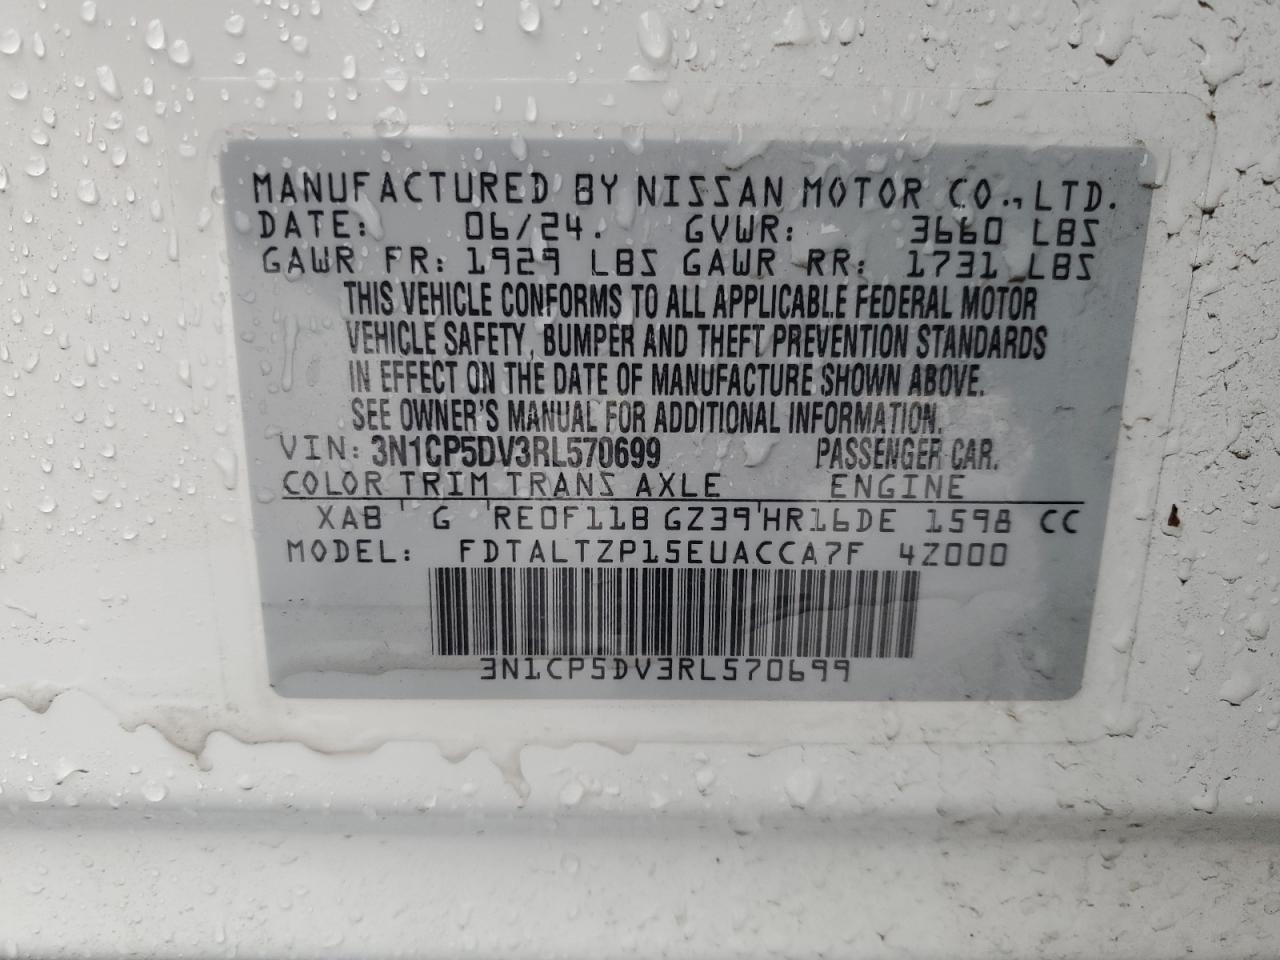 MANUFACTURED BY NISSAN MOTOR CO., LTD.
DATE: 06/24. GVWR: 3660 LBS
GAWR FR: 1929 LBS GAWR RR: 1731 LBS
THIS VEHICLE CONFORMS TO ALL APPLICABLE FEDERAL MOTOR
VEHICLE SAFETY, BUMPER AND THEFT PREVENTION STANDARDS
IN EFFECT ON THE DATE OF MANUFACTURE SHOWN ABOVE.
SEE OWNER'S MANUAL FOR ADDITIONAL INFORMATION.
VIN: 3N1CP5DV3RL570699 PASSENGER CAR.
COLOR TRIM TRANS AXLE ENGINE
XAB ' G ' RE0F11B GZ39 ' HR16DE 1598 CC
MODEL: FDTALTZP15EUACCA7F 4Z000
3N1CP5DV3RL570699